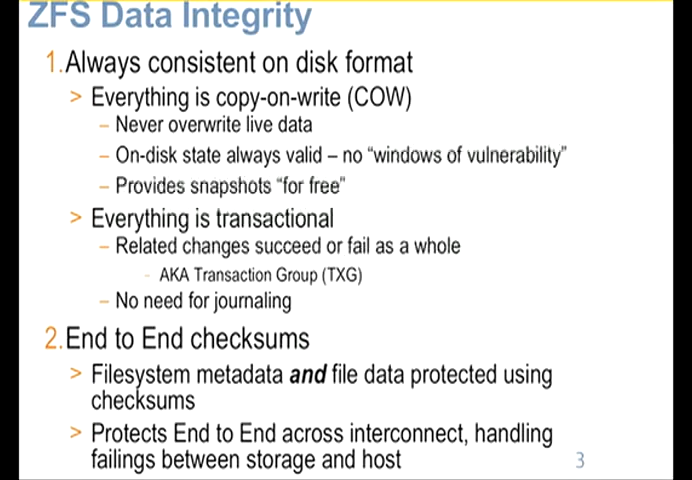 ZFS Data Integrity
1. Always consistent on disk format
> Everything is copy-on-write (COW)
– Never overwrite live data
– On-disk state always valid – no “windows of vulnerability”
– Provides snapshots “for free”
> Everything is transactional
– Related changes succeed or fail as a whole
- AKA Transaction Group (TXG)
– No need for journaling
2. End to End checksums
> Filesystem metadata and file data protected using
checksums
> Protects End to End across interconnect, handling
failings between storage and host
3